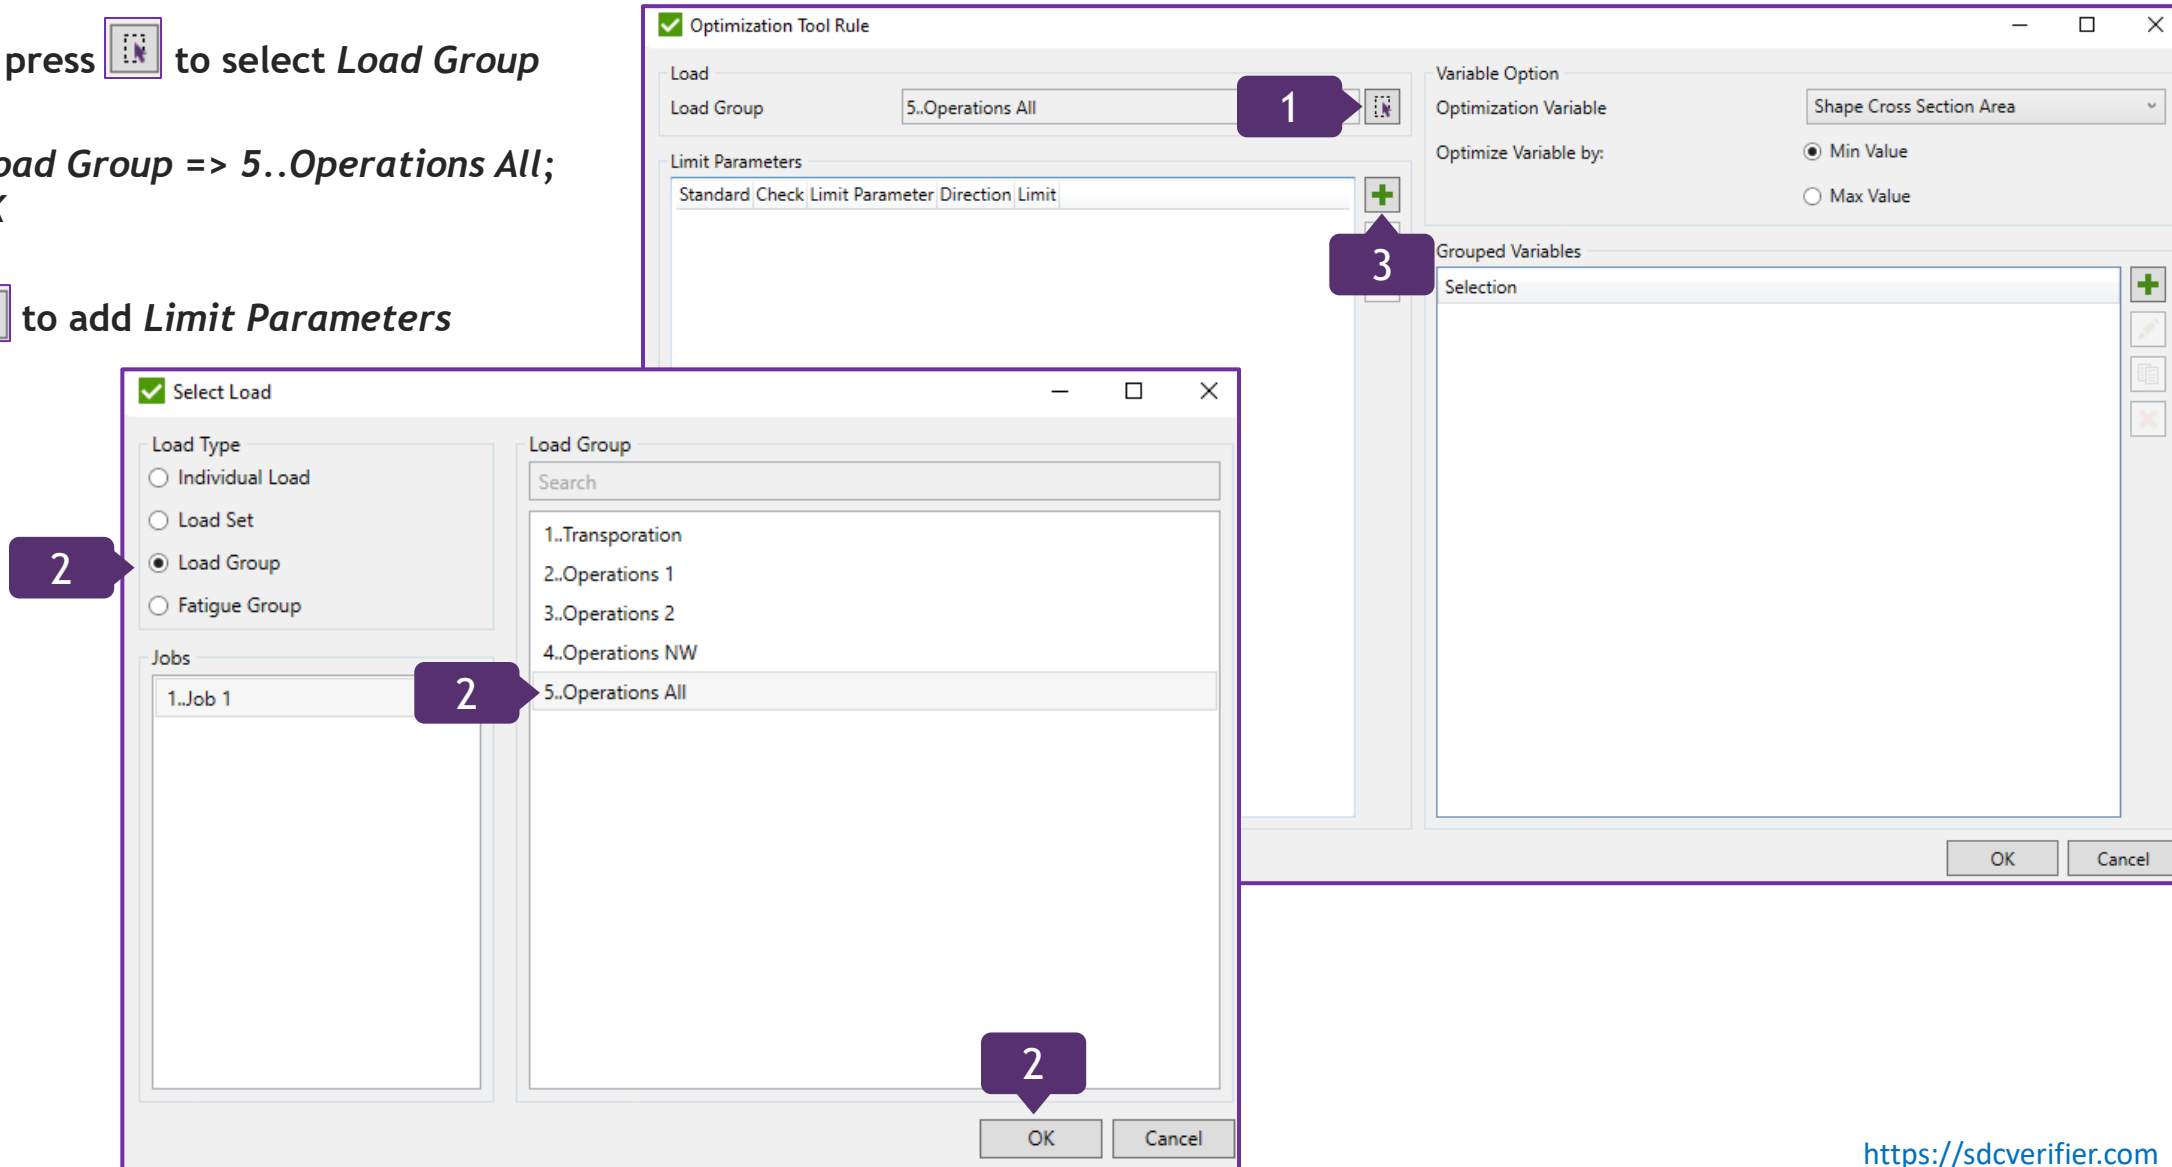 press to select Load Group
Load Group => 5..Operations All;
to add Limit Parameters
Optimization Tool Rule
Load
Load Group
5..Operations All
1
Limit Parameters
Standard Check Limit Parameter Direction Limit
3
Variable Option
Optimization Variable
Shape Cross Section Area
Optimize Variable by:
Min Value
Max Value
Grouped Variables
Selection
OK
Cancel
Select Load
Load Type
Individual Load
Load Set
2
Load Group
Fatigue Group
Jobs
1..Job 1
2
Load Group
Search
1..Transporation
2..Operations 1
3..Operations 2
4..Operations NW
5..Operations All
2
OK
Cancel
https://sdcverifier.com